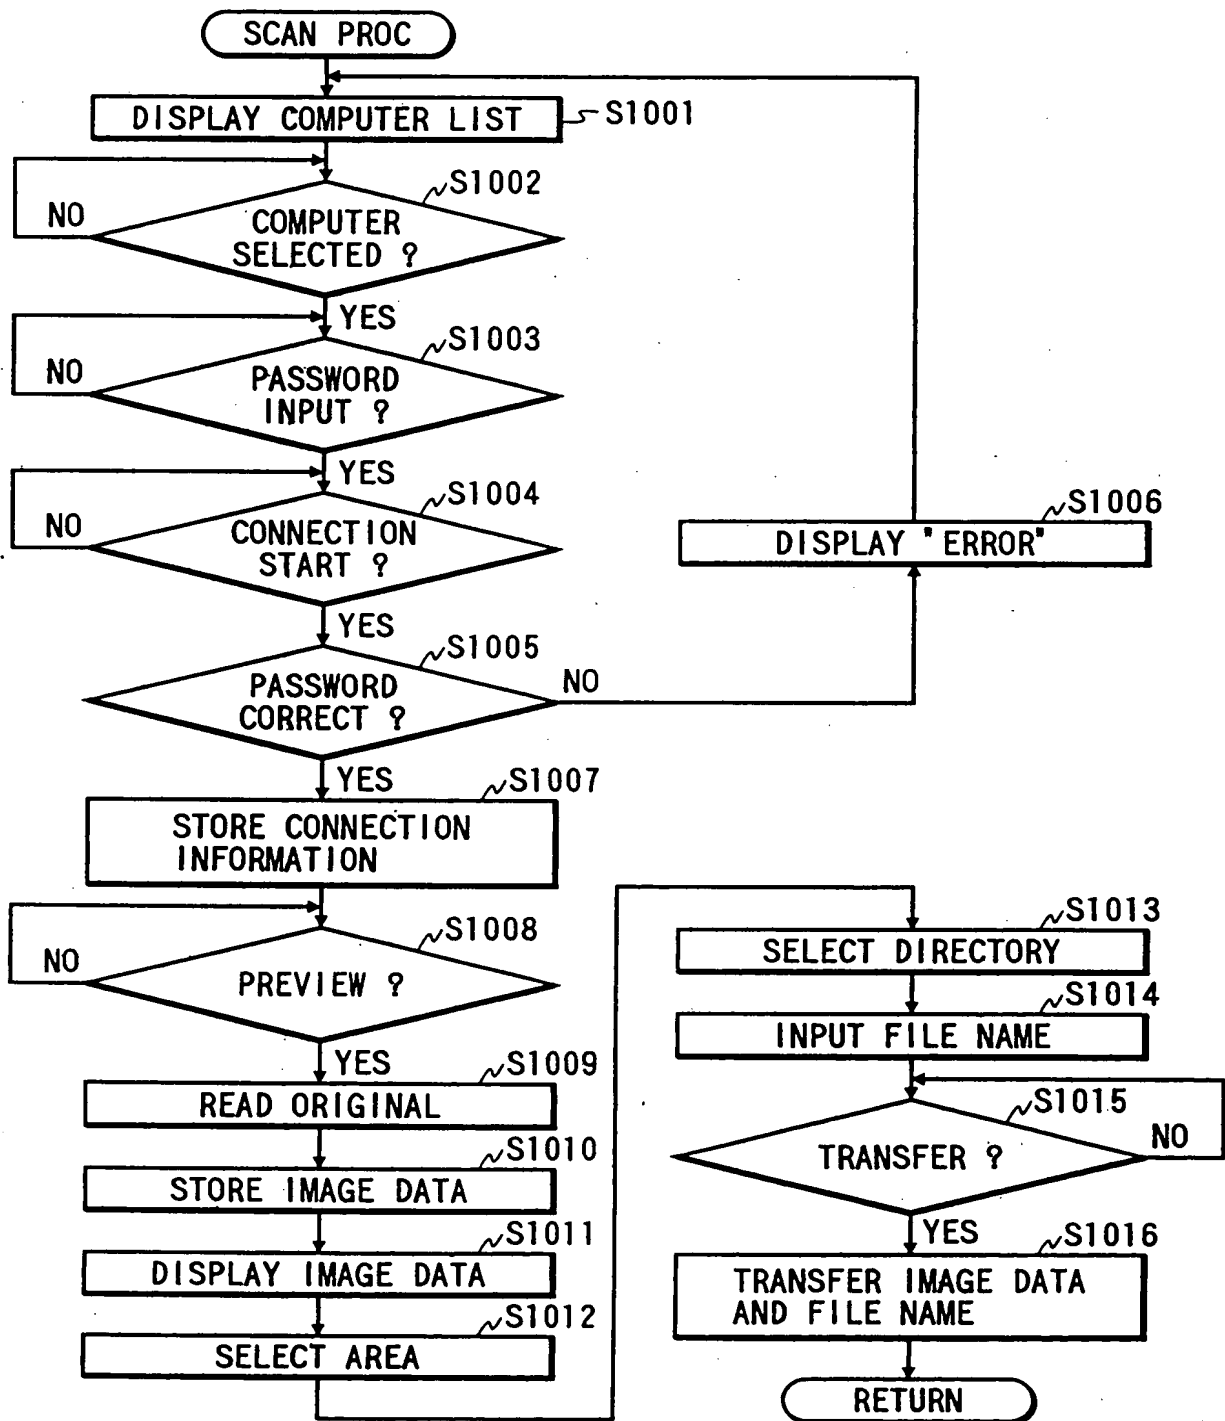 SCAN PROC
DISPLAY COMPUTER LIST
S1001
S1002
COMPUTER
SELECTED ?
NO
YES
S1003
PASSWORD
INPUT ?
NO
YES
S1004
CONNECTION
START ?
NO
YES
S1005
PASSWORD
CORRECT ?
NO
S1006
DISPLAY "ERROR"
YES
S1007
STORE CONNECTION
INFORMATION
S1008
PREVIEW ?
NO
YES
S1009
READ ORIGINAL
S1010
STORE IMAGE DATA
S1011
DISPLAY IMAGE DATA
S1012
SELECT AREA
S1013
SELECT DIRECTORY
S1014
INPUT FILE NAME
S1015
TRANSFER ?
NO
YES
S1016
TRANSFER IMAGE DATA
AND FILE NAME
RETURN